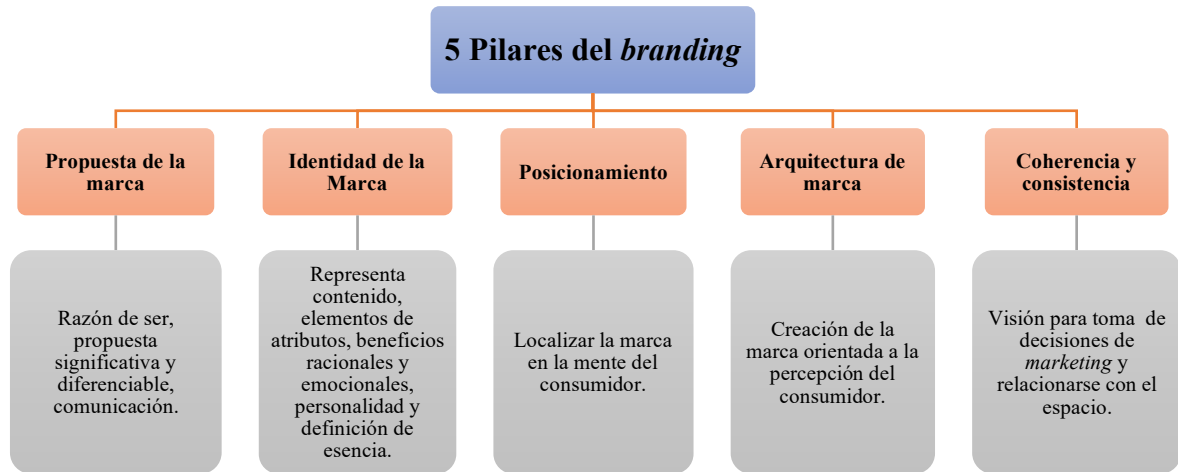 5 Pilares del branding
Propuesta de la
marca
Identidad de la
Marca
Posicionamiento
Arquitectura de
marca
Coherencia y
consistencia
Razón de ser,
propuesta
significativa y
diferenciable,
comunicación.
Representa
contenido,
elementos de
atributos, beneficios
racionales y
emocionales,
personalidad y
definición de
esencia.
Localizar la marca
en la mente del
consumidor.
Creación de la
marca orientada a la
percepción del
consumidor.
Visión para toma de
decisiones de
marketing y
relacionarse con el
espacio.